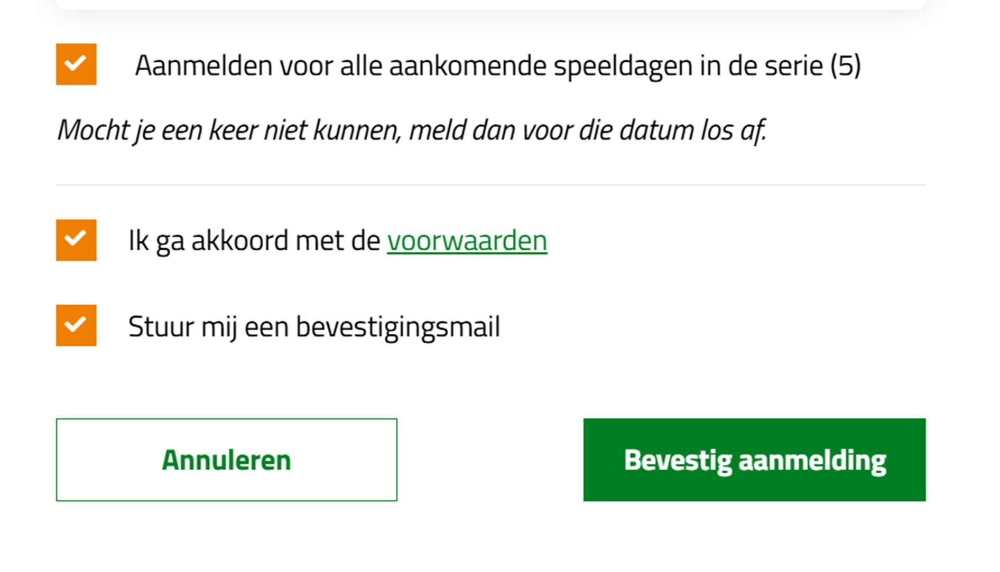 Aanmelden voor alle aankomende speeldagen in de serie (5)
Mocht je een keer niet kunnen, meld dan voor die datum los af.
Ik ga akkoord met de voorwaarden
Stuur mij een bevestigingsmail
Annuleren
Bevestig aanmelding